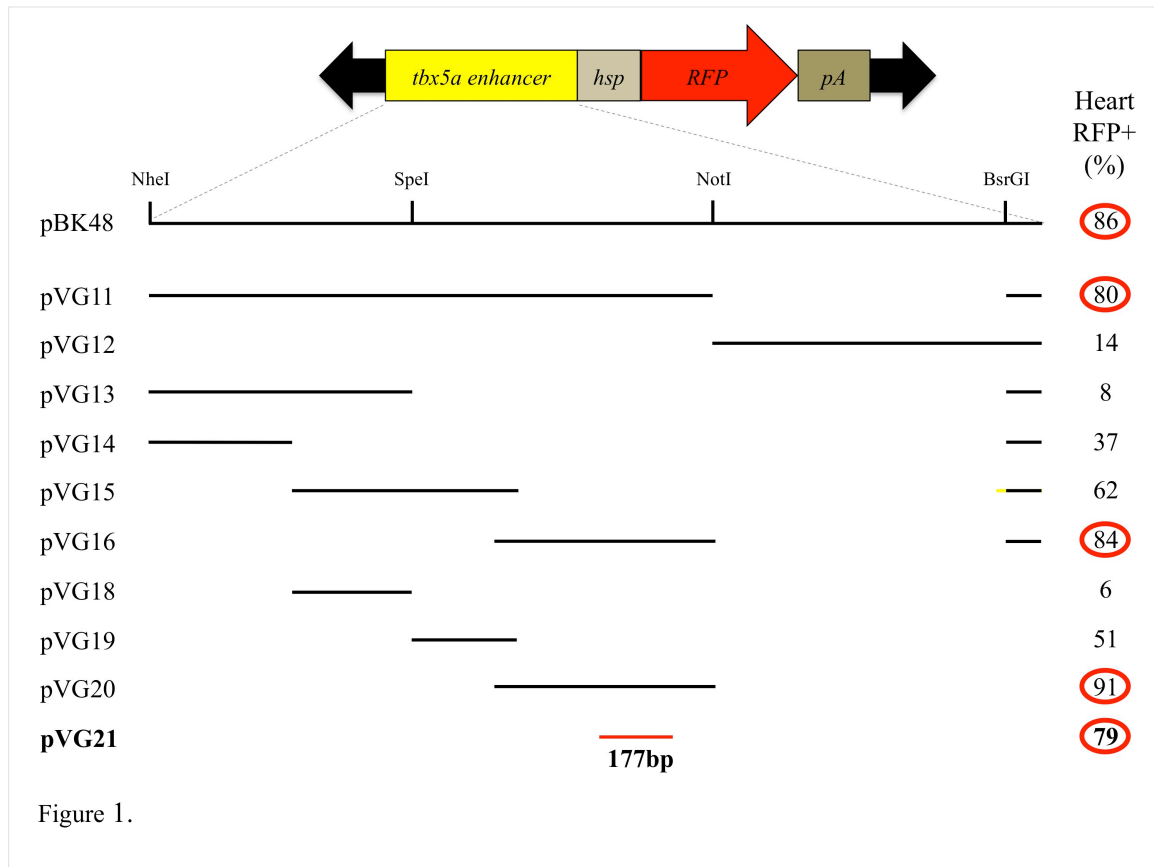 tbx5a enhancer hsp RFP pA
Heart
RFP+
(%)
NheI SpeI NotI BsrGI
pBK48 86
pVG11 80
pVG12 14
pVG13 8
pVG14 37
pVG15 62
pVG16 84
pVG18 6
pVG19 51
pVG20 91
pVG21 79
177bp
Figure 1.